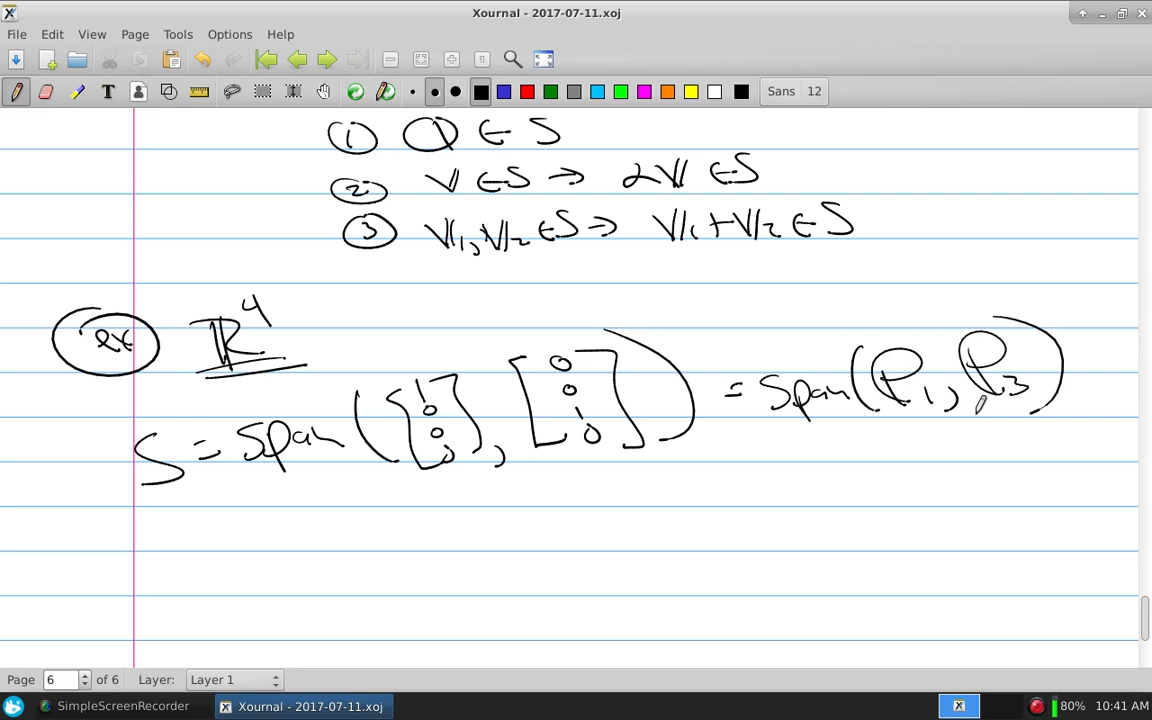 Xournal - 2017-07-11.xoj
File Edit View Page Tools Options Help
Sans 12
① 0 ∈ S
② V ∈ S → αV ∈ S
③ V1, V2 ∈ S → V1 + V2 ∈ S
ex ℝ^4
S = Span([1 0 0 0], [0 0 1 0]) = Span(e1, e3)
Page 6 of 6 Layer: Layer 1
SimpleScreenRecorder Xournal - 2017-07-11.xoj 80% 10:41 AM